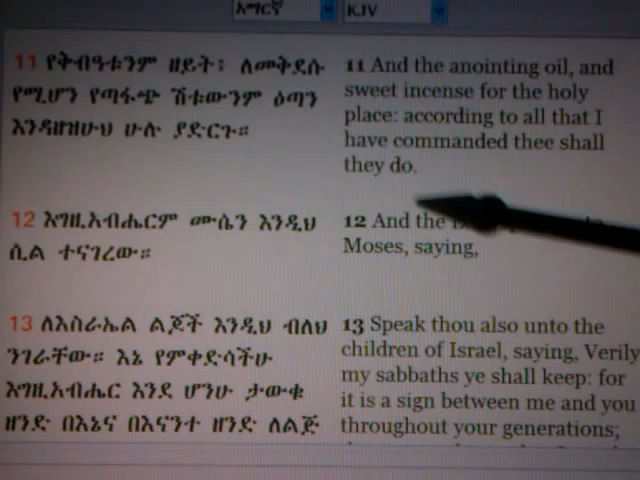 አማርኛ
KJV
11 የቅብዓቱንም ዘይት፥ ለመቅደሱ
የሚሆን የጣፋጭ ሽቱውንም ዕጣን
እንዳዘዝሁህ ሁሉ ያድርጉ።
11 And the anointing oil, and
sweet incense for the holy
place: according to all that I
have commanded thee shall
they do.
12 እግዚአብሔርም ሙሴን እንዲህ
ሲል ተናገረው።
12 And the
Moses, saying,
13 ለእስራኤል ልጆች እንዲህ ብለህ
ንገራቸው። እኔ የምቀድሳችሁ
እግዚአብሔር እንደ ሆንሁ ታውቁ
ዘንድ በእኔና በእናንተ ዘንድ ለልጅ
13 Speak thou also unto the
children of Israel, saying, Verily
my sabbaths ye shall keep: for
it is a sign between me and you
throughout your generations;